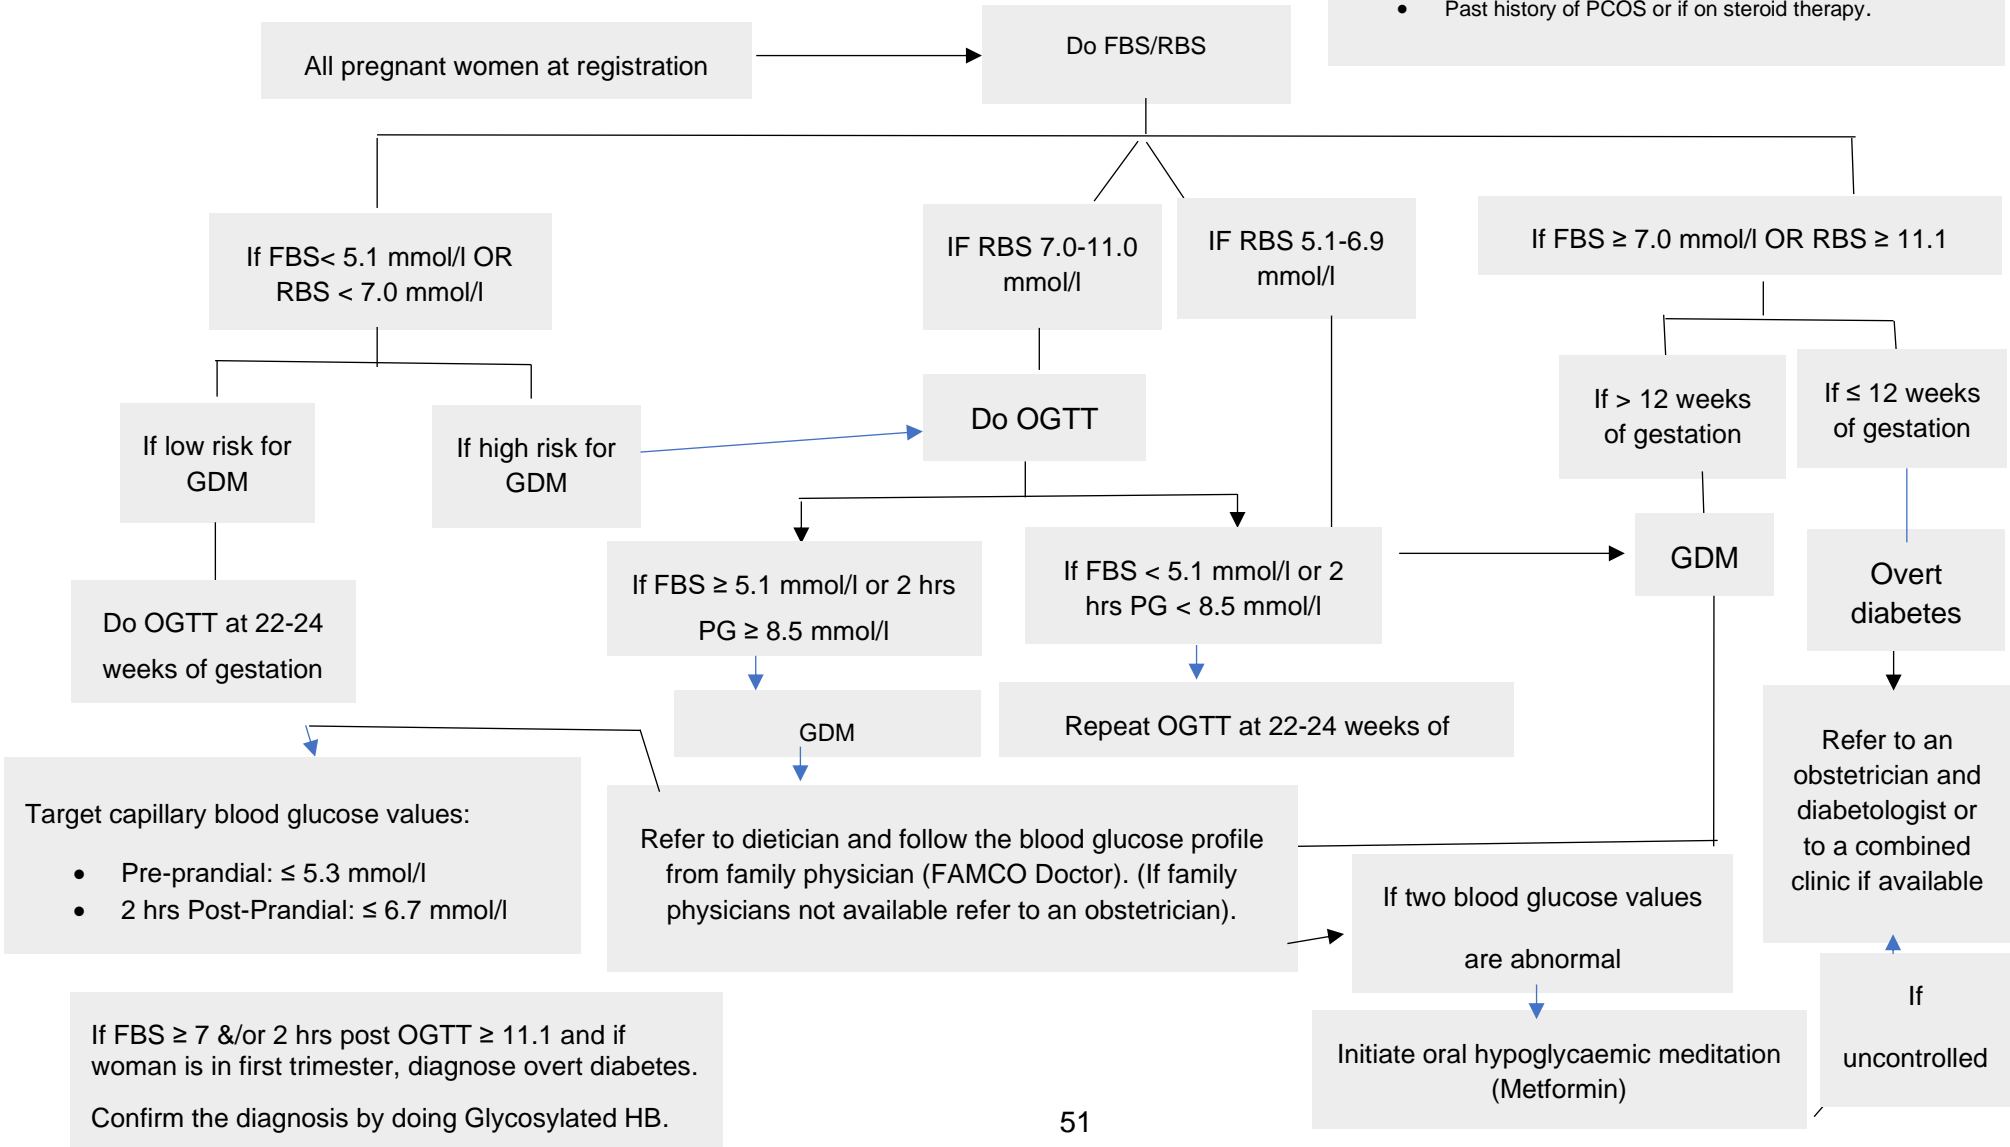 • Past history of PCOS or if on steroid therapy.
All pregnant women at registration
Do FBS/RBS
If FBS< 5.1 mmol/l OR
RBS < 7.0 mmol/l
IF RBS 7.0-11.0
mmol/l
IF RBS 5.1-6.9
mmol/l
If FBS ≥ 7.0 mmol/l OR RBS ≥ 11.1
If low risk for
GDM
If high risk for
GDM
Do OGTT
If > 12 weeks
of gestation
If ≤ 12 weeks
of gestation
Do OGTT at 22-24
weeks of gestation
If FBS ≥ 5.1 mmol/l or 2 hrs
PG ≥ 8.5 mmol/l
If FBS < 5.1 mmol/l or 2
hrs PG < 8.5 mmol/l
GDM
Overt
diabetes
GDM
Repeat OGTT at 22-24 weeks of
Target capillary blood glucose values:
• Pre-prandial: ≤ 5.3 mmol/l
• 2 hrs Post-Prandial: ≤ 6.7 mmol/l
Refer to dietician and follow the blood glucose profile
from family physician (FAMCO Doctor). (If family
physicians not available refer to an obstetrician).
If two blood glucose values
are abnormal
Refer to an
obstetrician and
diabetologist or
to a combined
clinic if available
If FBS ≥ 7 &/or 2 hrs post OGTT ≥ 11.1 and if
woman is in first trimester, diagnose overt diabetes.
Confirm the diagnosis by doing Glycosylated HB.
Initiate oral hypoglycaemic meditation
(Metformin)
If
uncontrolled
51